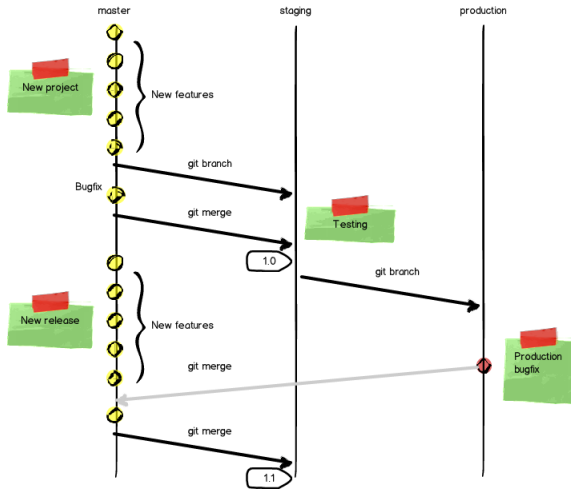 master
staging
production
New project
New features
git branch
Bugfix
git merge
Testing
1.0
git branch
New release
New features
git merge
Production
bugfix
git merge
1.1